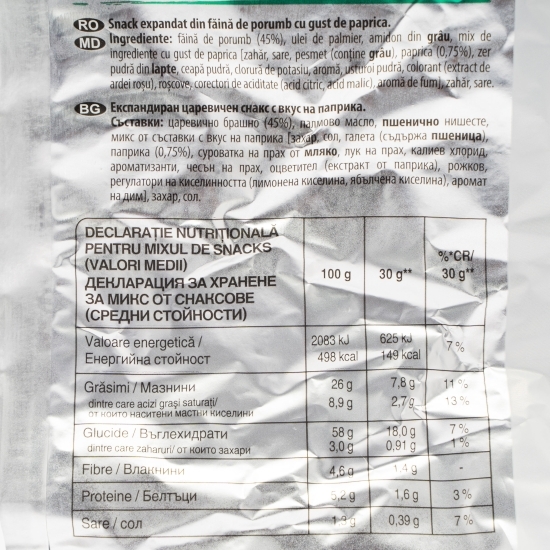 RO Snack expandat din făină de porumb cu gust de paprica.
MD Ingrediente: făină de porumb (45%), ulei de palmier, amidon din grâu, mix de
ingrediente cu gust de paprica [zahăr, sare, pesmet (conține grâu), paprica (0,75%), zer
pudră din lapte, ceapă pudră, clorură de potasiu, aromă, usturoi pudră, colorant (extract de
ardei roșu), roșcove, corectori de aciditate (acid citric, acid malic), aromă de fum], zahăr, sare.
BG Експандиран царевичен снакс с вкус на паприка.
Съставки: царевично брашно (45%), палмово масло, пшенично нишесте,
микс от съставки с вкус на паприка [захар, сол, галета (съдържа пшеница),
паприка (0,75%), суроватка на прах от мляко, лук на прах, калиев хлорид,
ароматизанти, чесън на прах, оцветител (екстракт от паприка), рожков,
регулатори на киселинността (лимонена киселина, ябълчена киселина), аромат
на дим], захар, сол.
DECLARAȚIE NUTRIȚIONALĂ
PENTRU MIXUL DE SNACKS
(VALORI MEDII)
ДЕКЛАРАЦИЯ ЗА ХРАНЕНЕ
ЗА МИКС ОТ СНАКСОВЕ
(СРЕДНИ СТОЙНОСТИ)
100 g 30 g** %*CR/
30 g**
Valoare energetică / 2083 kJ 625 kJ 7%
Енергийна стойност 498 kcal 149 kcal
Grăsimi / Мазнини 26 g 7,8 g 11%
dintre care acizi grași saturați/ 8,9 g 2,7 g 13%
от които наситени мастни киселини
Glucide / Въглехидрати 58 g 18,0 g 7%
dintre care zaharuri/ от които захари 3,0 g 0.91 g 1%
Fibre / Влакнини 4,6 g 1,4 g -
Proteine / Белтъци 5,2 g 1,6 g 3%
Sare / сол 0,39 g 7%